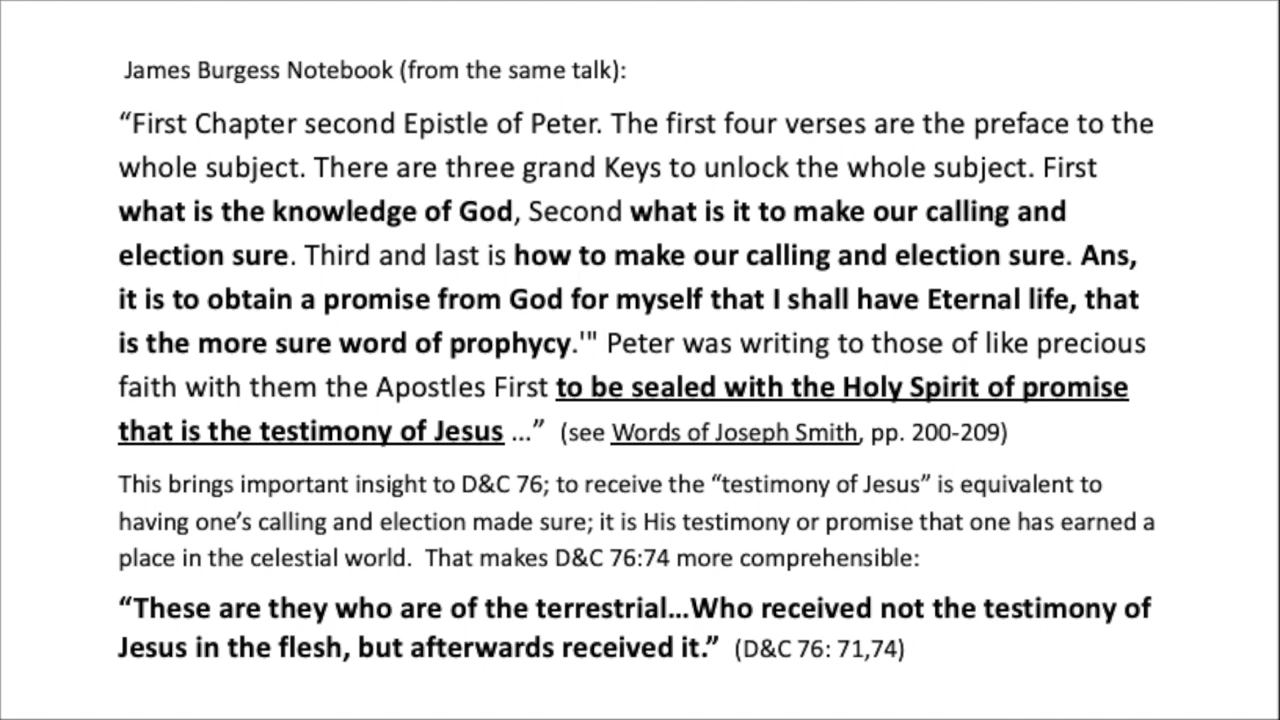 James Burgess Notebook (from the same talk):
“First Chapter second Epistle of Peter. The first four verses are the preface to the
whole subject. There are three grand Keys to unlock the whole subject. First
what is the knowledge of God, Second what is it to make our calling and
election sure. Third and last is how to make our calling and election sure. Ans,
it is to obtain a promise from God for myself that I shall have Eternal life, that
is the more sure word of prophycy.'" Peter was writing to those of like precious
faith with them the Apostles First to be sealed with the Holy Spirit of promise
that is the testimony of Jesus ...” (see Words of Joseph Smith, pp. 200-209)
This brings important insight to D&C 76; to receive the “testimony of Jesus” is equivalent to
having one’s calling and election made sure; it is His testimony or promise that one has earned a
place in the celestial world. That makes D&C 76:74 more comprehensible:
“These are they who are of the terrestrial...Who received not the testimony of
Jesus in the flesh, but afterwards received it.” (D&C 76: 71,74)